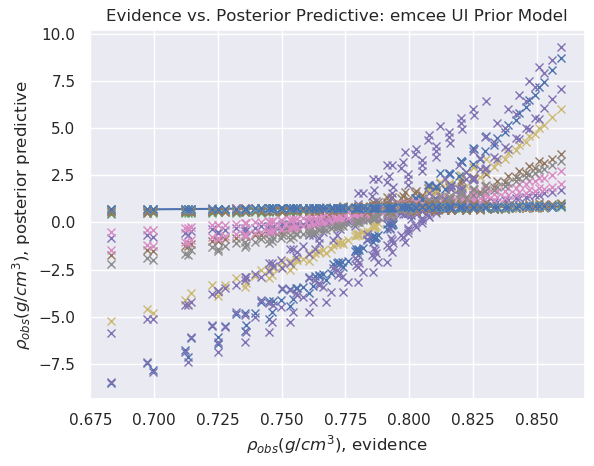 Evidence vs. Posterior Predictive: emcee UI Prior Model
10.0
7.5
5.0
2.5
0.0
−2.5
−5.0
−7.5
ρobs(g/cm³), posterior predictive
0.675 0.700 0.725 0.750 0.775 0.800 0.825 0.850
ρobs(g/cm³), evidence